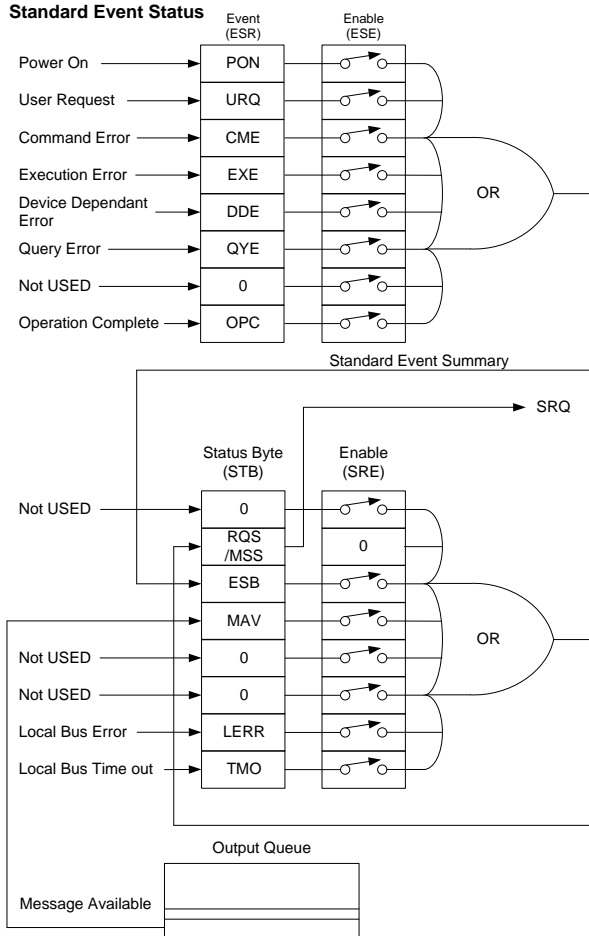 Standard Event Status
Event
(ESR)
Enable
(ESE)
Power On
PON
User Request
URQ
Command Error
CME
Execution Error
EXE
Device Dependant
Error
DDE
Query Error
QYE
Not USED
0
Operation Complete
OPC
OR
Standard Event Summary
SRQ
Status Byte
(STB)
Enable
(SRE)
Not USED
0
RQS
/MSS
0
ESB
MAV
Not USED
0
Not USED
0
Local Bus Error
LERR
Local Bus Time out
TMO
OR
Output Queue
Message Available